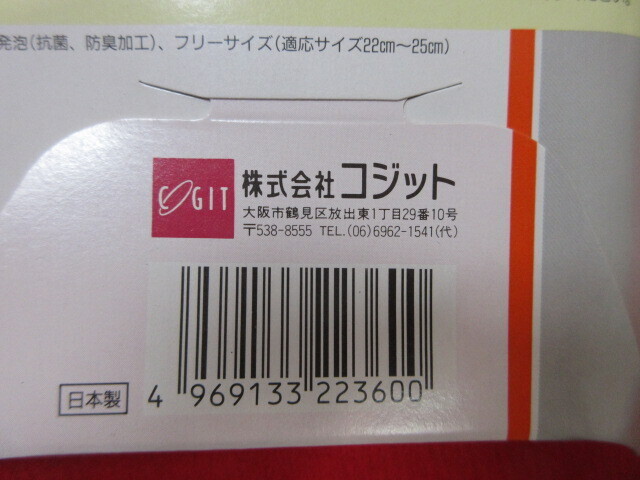 発泡(抗菌、防臭加工)、フリーサイズ(適応サイズ22cm〜25cm)
COGIT
株式会社コジット
大阪市鶴見区放出東1丁目29番10号
〒538-8555 TEL.(06)6962-1541(代)
日本製
4 969133 223600